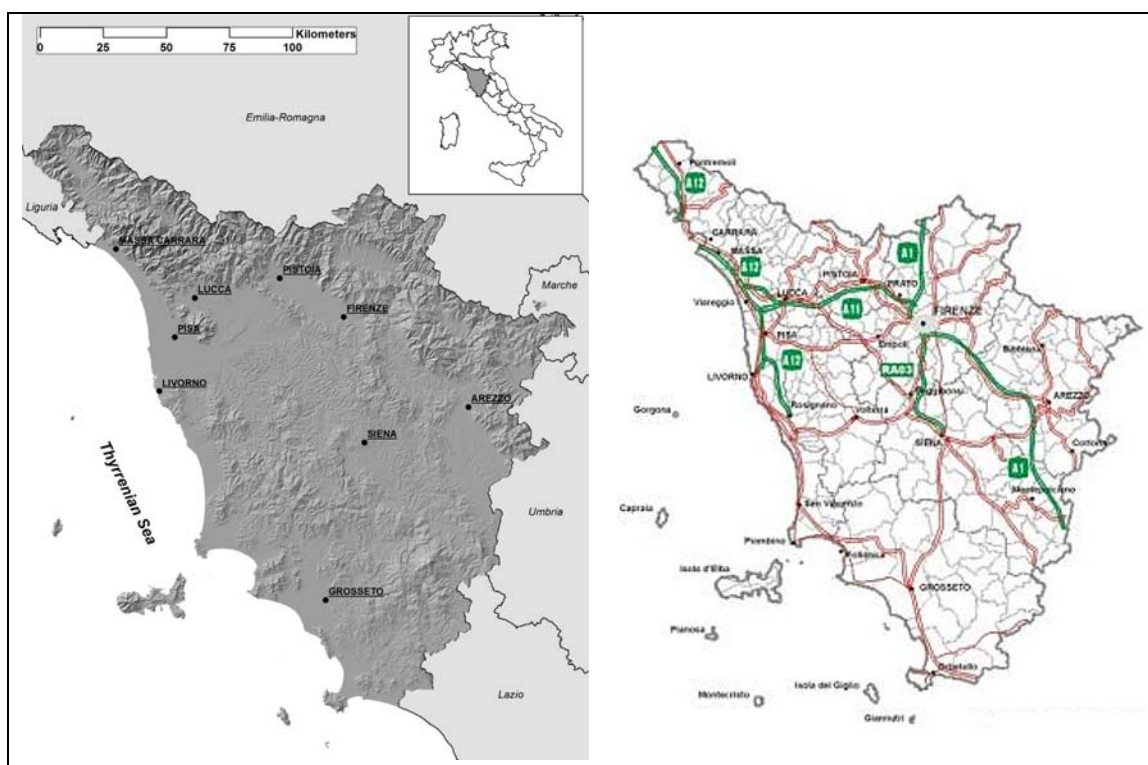 Kilometers
0 25 50 75 100
Emilia-Romagna
Liguria
MASSA CARRARA
PISTOIA
LUCCA
FIRENZE
Marche
PISA
LIVORNO
AREZZO
SIENA
Thyrrenian Sea
Umbria
GROSSETO
Lazio
Pontremoli
A12
CARRARA
MASSA
A1
A12
PISTOIA
PRATO
Viareggio
LUCCA
A11
FIRENZE
PISA
Empoli
Bibbiena
A12
RA03
LIVORNO
Poggibonsi
AREZZO
Gorgona
Rosignano
Volterra
SIENA
Cortona
A1
Montepulciano
San Vincenzo
Capraia
Piombino
Follonica
Isola d'Elba
GROSSETO
Pianosa
Orbetello
Isola del Giglio
Montecristo
Giannutri